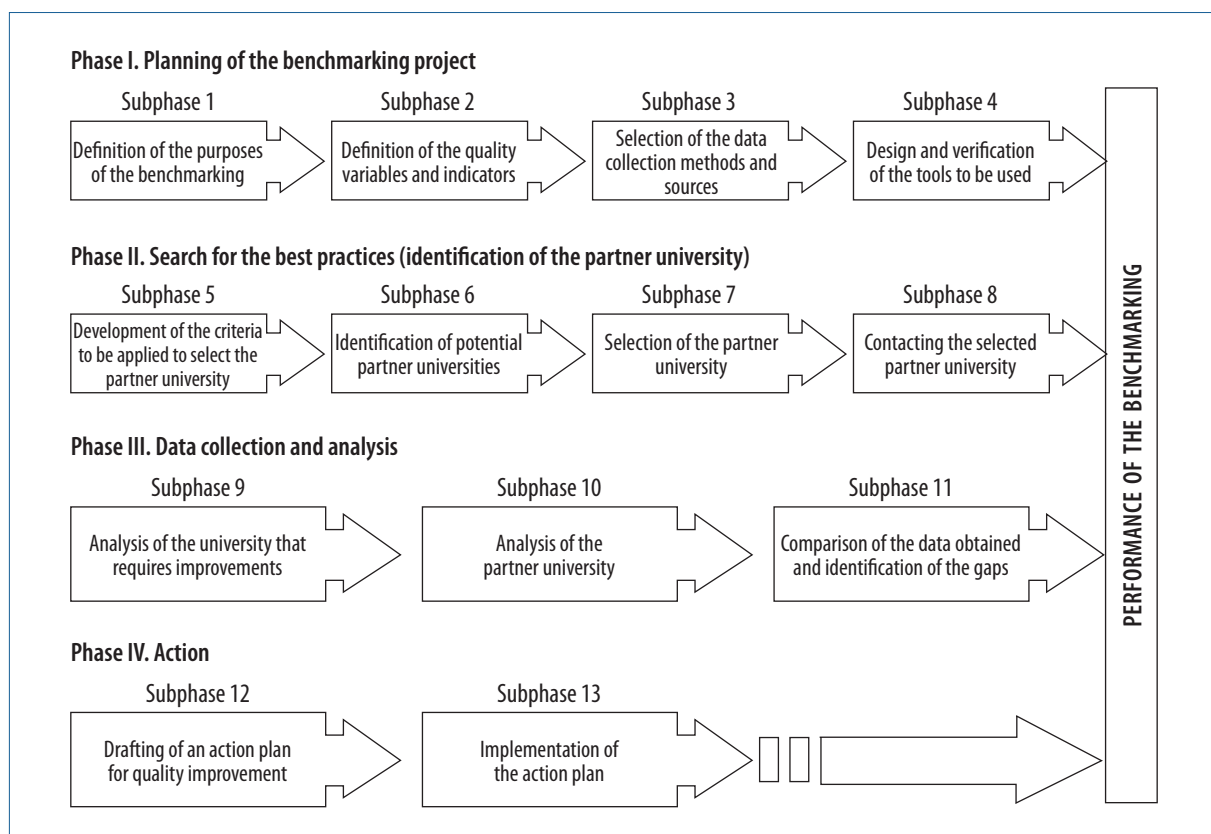 Phase I. Planning of the benchmarking project
Subphase 1
Definition of the purposes
of the benchmarking
Subphase 2
Definition of the quality
variables and indicators
Subphase 3
Selection of the data
collection methods and
sources
Subphase 4
Design and verification
of the tools to be used
Phase II. Search for the best practices (identification of the partner university)
Subphase 5
Development of the criteria
to be applied to select the
partner university
Subphase 6
Identification of potential
partner universities
Subphase 7
Selection of the partner
university
Subphase 8
Contacting the selected
partner university
Phase III. Data collection and analysis
Subphase 9
Analysis of the university that
requires improvements
Subphase 10
Analysis of the
partner university
Subphase 11
Comparison of the data obtained
and identification of the gaps
Phase IV. Action
Subphase 12
Drafting of an action plan
for quality improvement
Subphase 13
Implementation of
the action plan
PERFORMANCE OF THE BENCHMARKING